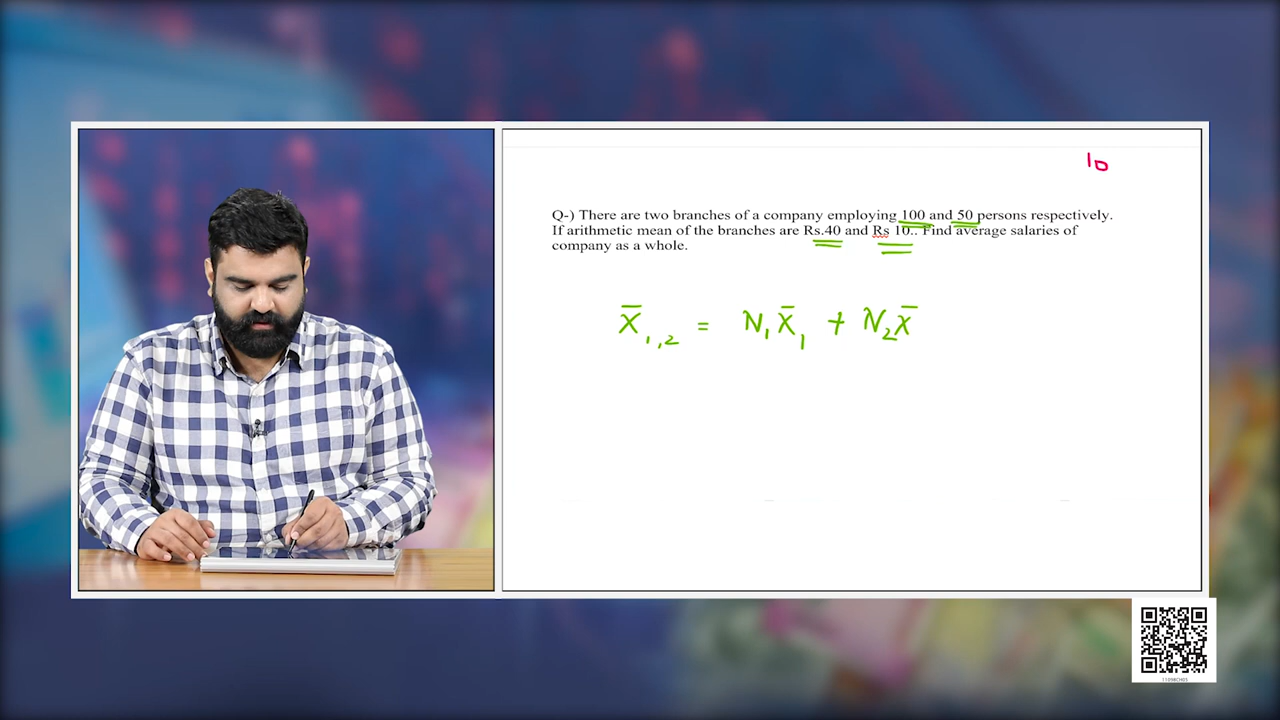 10
Q-) There are two branches of a company employing 100 and 50 persons respectively.
If arithmetic mean of the branches are Rs.40 and Rs 10.. Find average salaries of
company as a whole.
X̄₁,₂ = N₁X̄₁ + N₂X̄
11098CH05